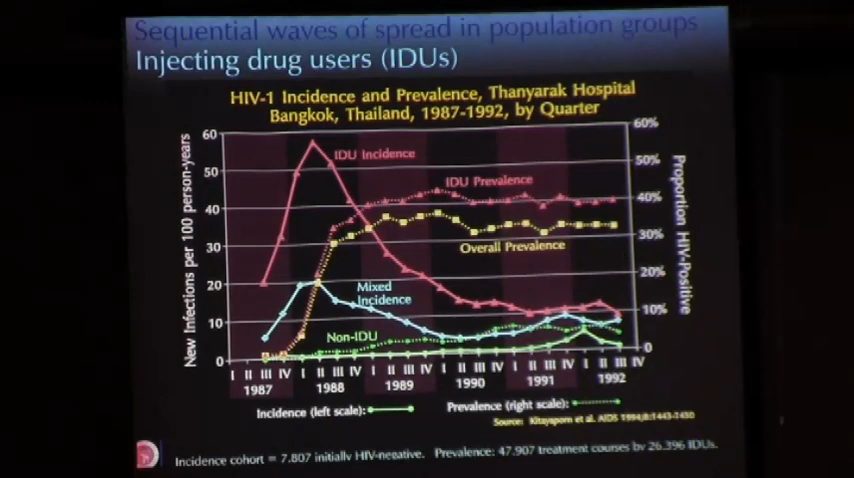 Sequential waves of spread in population groups
Injecting drug users (IDUs)
HIV-1 Incidence and Prevalence, Thanyarak Hospital
Bangkok, Thailand, 1987-1992, by Quarter
New Infections per 100 person-years
60
50
40
30
20
10
0
60%
50%
40%
30%
20%
10%
0
Proportion HIV-Positive
IDU Incidence
IDU Prevalence
Overall Prevalence
Mixed
Incidence
Non-IDU
I II III IV I II III IV I II III IV I II III IV I II III IV I II III IV
1987 1988 1989 1990 1991 1992
Incidence (left scale):
Prevalence (right scale):
Source: Kitayaporn et al. AIDS 1994;8:1443-1450
Incidence cohort = 7,807 initially HIV-negative. Prevalence: 47,907 treatment courses by 26,396 IDUs.